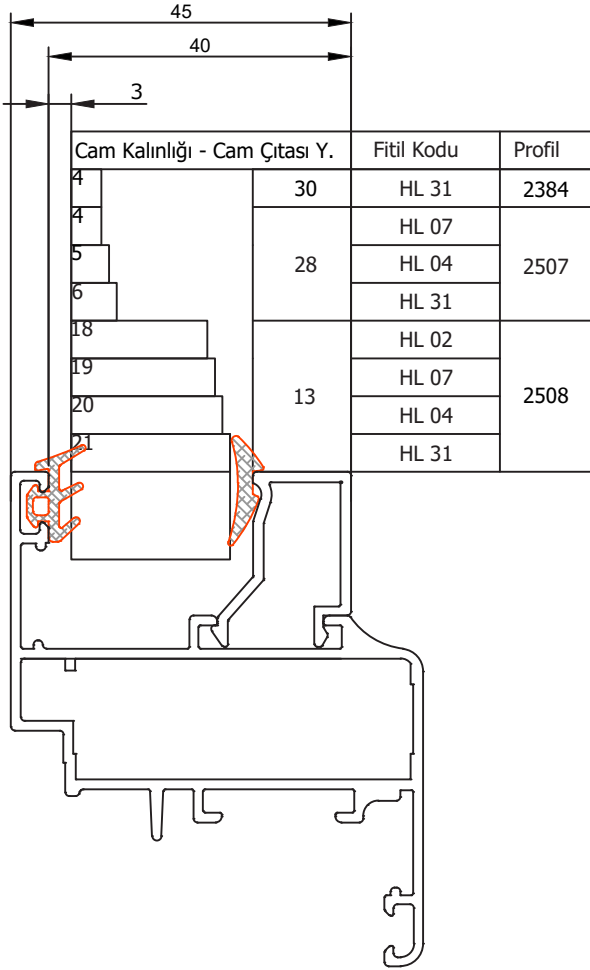 45
40
3
Cam Kalınlığı - Cam Çıtası Y. Fitil Kodu Profil
4 30 HL 31 2384
4 HL 07
5 28 HL 04 2507
6 HL 31
18 HL 02
19 HL 07
13 2508
20 HL 04
21 HL 31